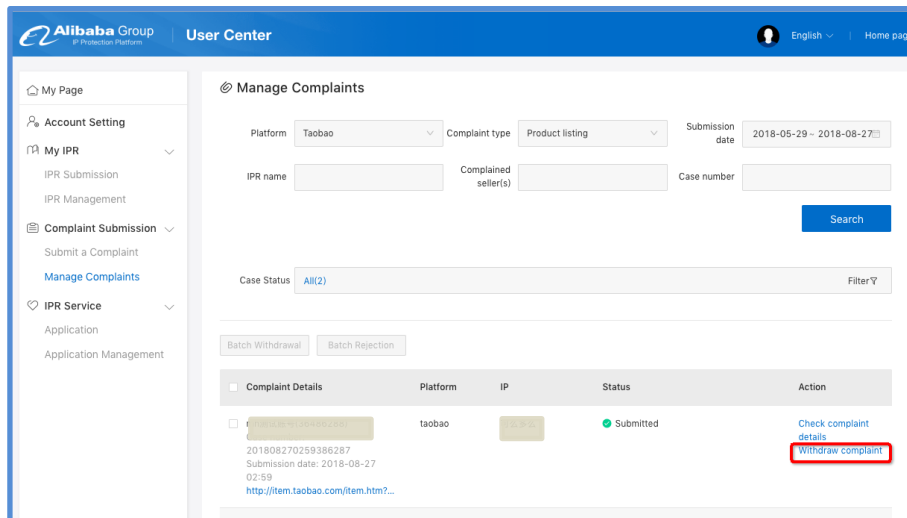 Alibaba Group
IP Protection Platform
User Center
English
Home pag
My Page
Account Setting
My IPR
IPR Submission
IPR Management
Complaint Submission
Submit a Complaint
Manage Complaints
IPR Service
Application
Application Management
Manage Complaints
Platform
Taobao
Complaint type
Product listing
Submission
date
2018-05-29 ~ 2018-08-27
IPR name
Complained
seller(s)
Case number
Search
Case Status
All(2)
Filter
Batch Withdrawal
Batch Rejection
Complaint Details
Platform
IP
Status
Action
201808270259386287
Submission date: 2018-08-27
02:59
http://item.taobao.com/item.htm?...
taobao
Submitted
Check complaint
details
Withdraw complaint